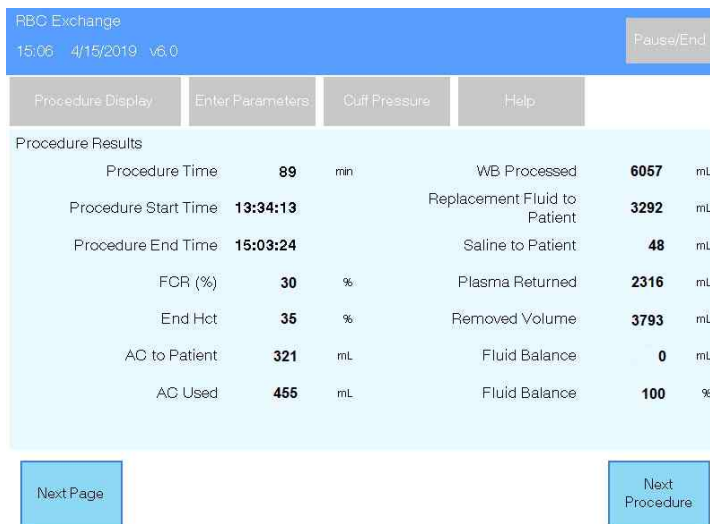 RBC Exchange
15:06 4/15/2019 v6.0
Pause/End
Procedure Display Enter Parameters Cuff Pressure Help
Procedure Results
Procedure Time 89 min WB Processed 6057 mL
Procedure Start Time 13:34:13 Replacement Fluid to Patient 3292 mL
Procedure End Time 15:03:24 Saline to Patient 48 mL
FCR (%) 30 % Plasma Returned 2316 mL
End Hct 35 % Removed Volume 3793 mL
AC to Patient 321 mL Fluid Balance 0 mL
AC Used 455 mL Fluid Balance 100 %
Next Page
Next
Procedure